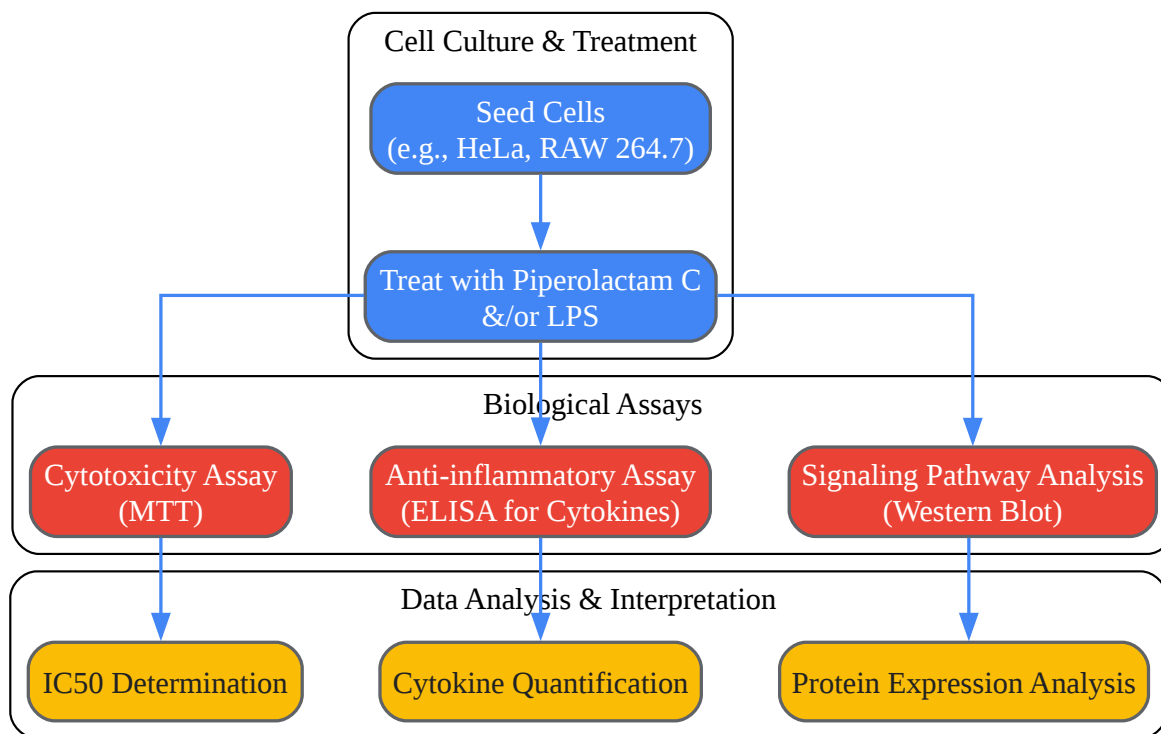 Cell Culture & Treatment
Seed Cells
(e.g., HeLa, RAW 264.7)
Treat with Piperolactam C
&/or LPS
Biological Assays
Cytotoxicity Assay
(MTT)
Anti-inflammatory Assay
(ELISA for Cytokines)
Signaling Pathway Analysis
(Western Blot)
Data Analysis & Interpretation
IC50 Determination
Cytokine Quantification
Protein Expression Analysis